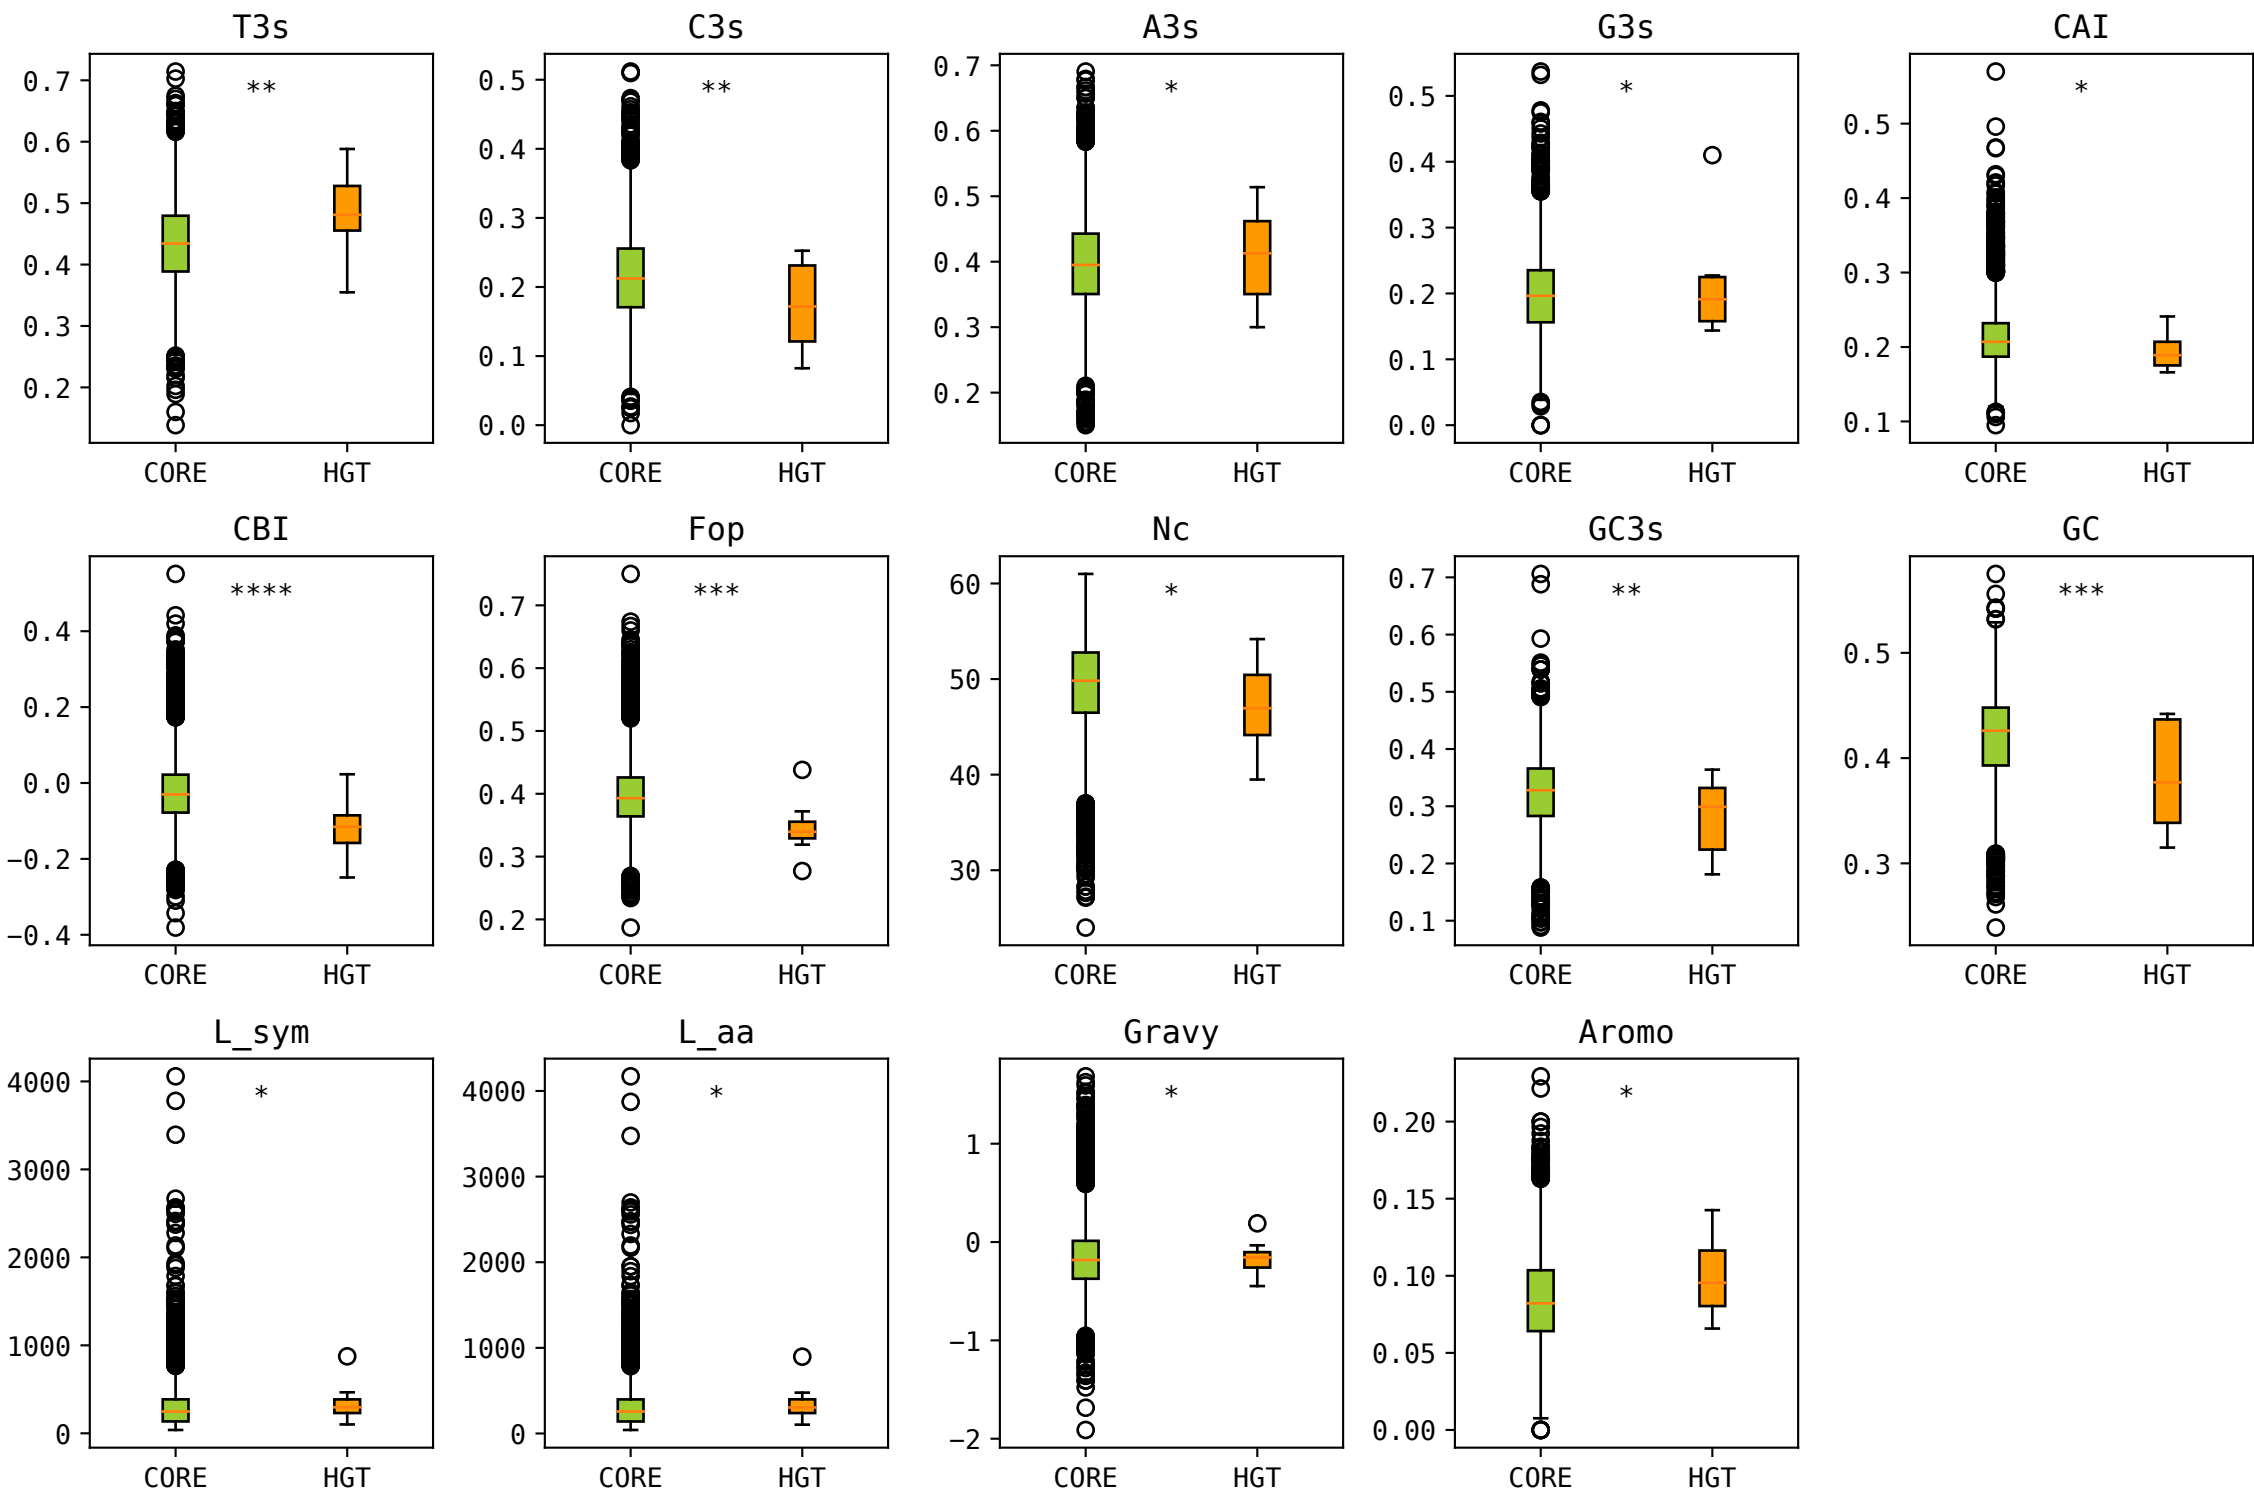 T3s C3s A3s G3s CAI
0.7 0.6 0.5 0.4 0.3 0.2
**
CORE HGT
0.5 0.4 0.3 0.2 0.1 0.0
**
CORE HGT
0.7 0.6 0.5 0.4 0.3 0.2
*
CORE HGT
0.5 0.4 0.3 0.2 0.1 0.0
*
CORE HGT
0.5 0.4 0.3 0.2 0.1
*
CORE HGT
CBI Fop Nc GC3s GC
0.4 0.2 0.0 −0.2 −0.4
****
CORE HGT
0.7 0.6 0.5 0.4 0.3 0.2
***
CORE HGT
60 50 40 30
*
CORE HGT
0.7 0.6 0.5 0.4 0.3 0.2 0.1
**
CORE HGT
0.5 0.4 0.3
***
CORE HGT
L_sym L_aa Gravy Aromo
4000 3000 2000 1000 0
*
CORE HGT
4000 3000 2000 1000 0
*
CORE HGT
1 0 −1 −2
*
CORE HGT
0.20 0.15 0.10 0.05 0.00
*
CORE HGT